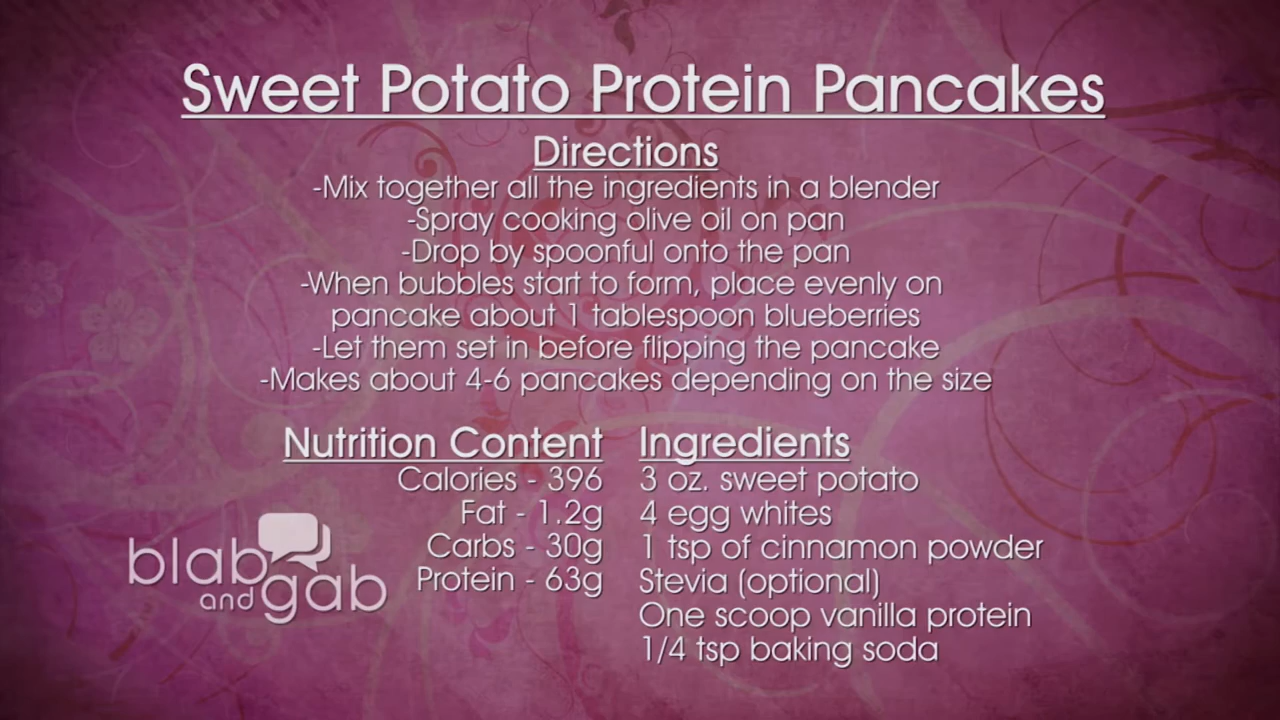 Sweet Potato Protein Pancakes
Directions
-Mix together all the ingredients in a blender
-Spray cooking olive oil on pan
-Drop by spoonful onto the pan
-When bubbles start to form, place evenly on
pancake about 1 tablespoon blueberries
-Let them set in before flipping the pancake
-Makes about 4-6 pancakes depending on the size
Nutrition Content
Calories - 396
Fat - 1.2g
Carbs - 30g
Protein - 63g
Ingredients
3 oz. sweet potato
4 egg whites
1 tsp of cinnamon powder
Stevia (optional)
One scoop vanilla protein
1/4 tsp baking soda
blab
and gab